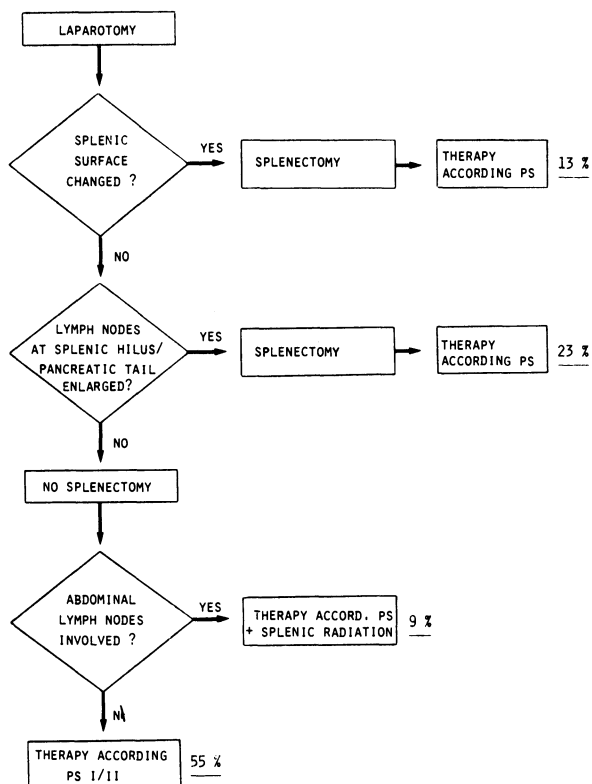 LAPAROTOMY
SPLENIC
SURFACE
CHANGED ?
YES
SPLENECTOMY
THERAPY
ACCORDING PS
13 %
NO
LYMPH NODES
AT SPLENIC HILUS/
PANCREATIC TAIL
ENLARGED?
YES
SPLENECTOMY
THERAPY
ACCORDING PS
23 %
NO
NO SPLENECTOMY
ABDOMINAL
LYMPH NODES
INVOLVED ?
YES
THERAPY ACCORD. PS
+ SPLENIC RADIATION
9 %
THERAPY ACCORDING
PS I/II
55 %